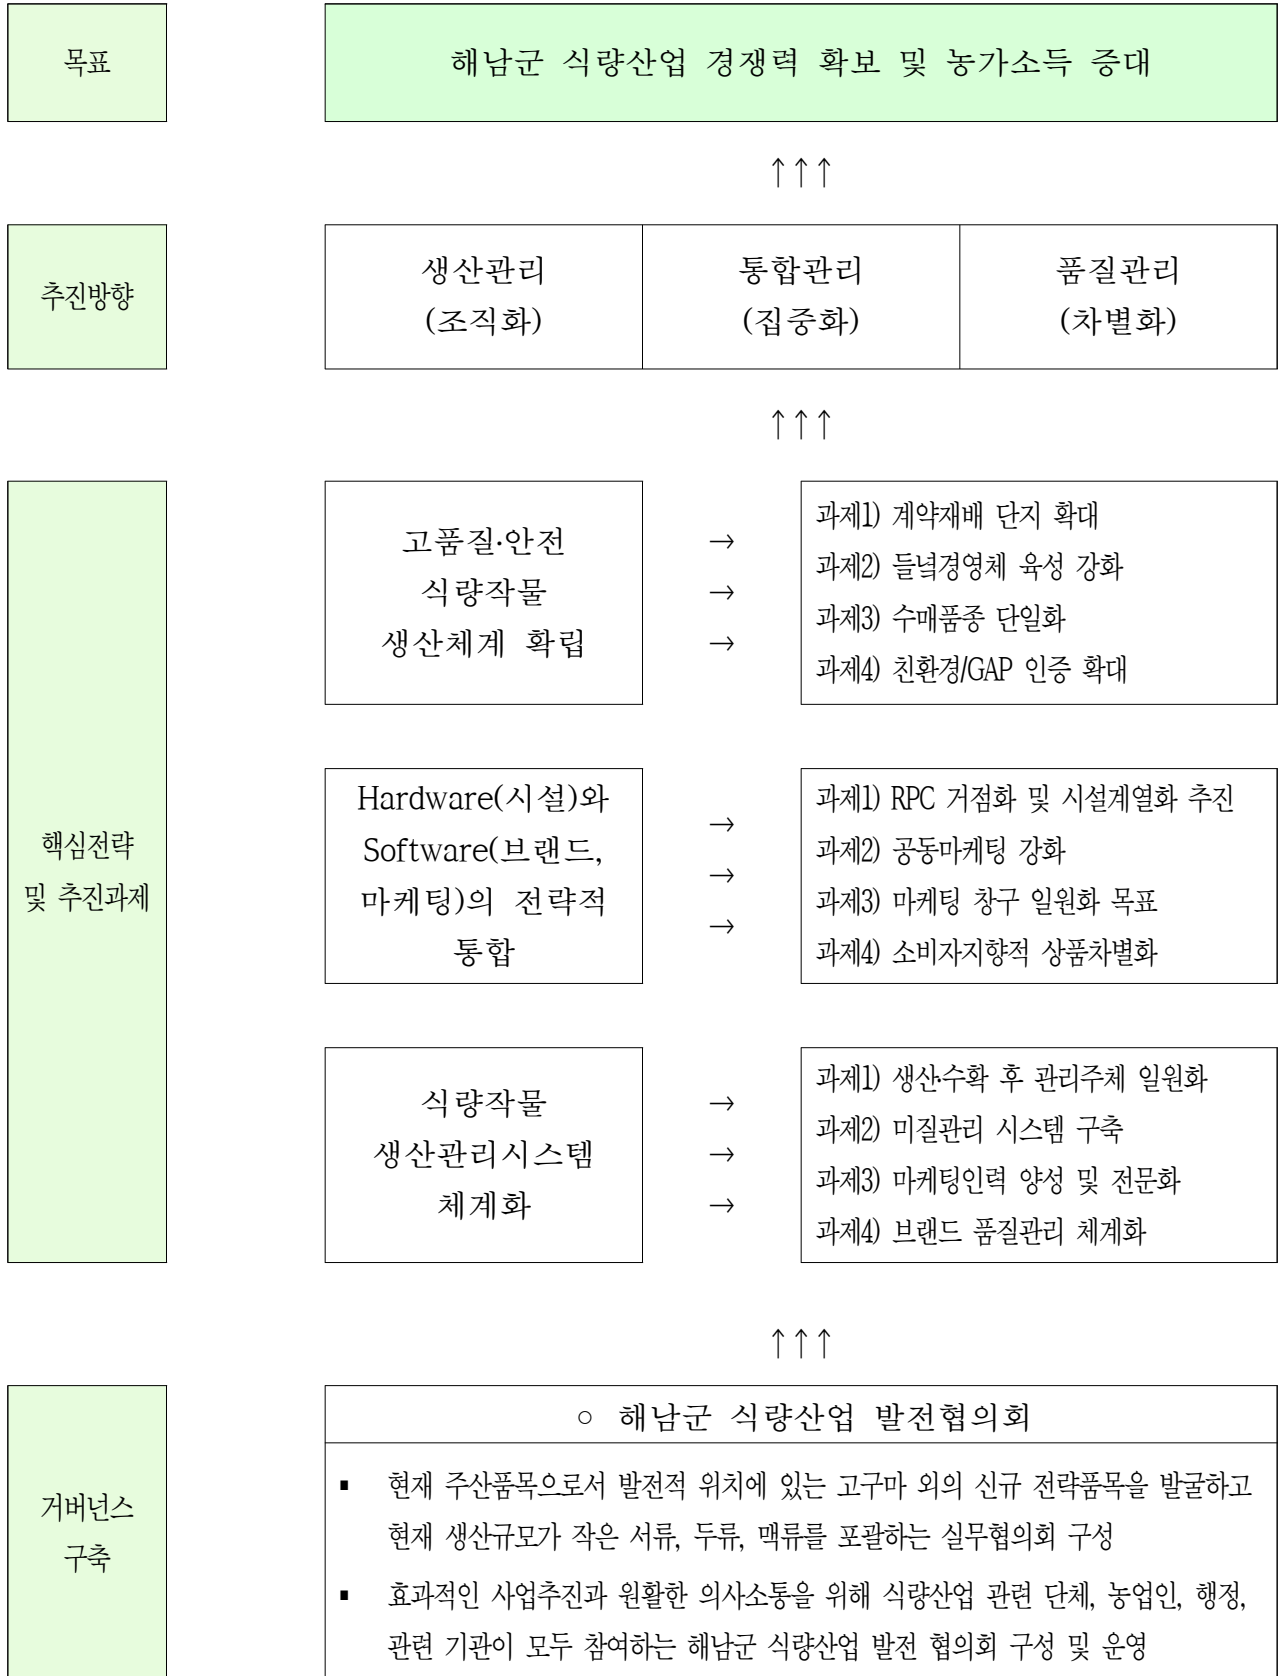 목표
해남군 식량산업 경쟁력 확보 및 농가소득 증대
↑↑↑
추진방향
생산관리
(조직화)
통합관리
(집중화)
품질관리
(차별화)
↑↑↑
핵심전략
및 추진과제
고품질·안전
식량작물
생산체계 확립
→
→
→
과제1) 계약재배 단지 확대
과제2) 들녘경영체 육성 강화
과제3) 수매품종 단일화
과제4) 친환경/GAP 인증 확대
Hardware(시설)와
Software(브랜드,
마케팅)의 전략적
통합
→
→
→
과제1) RPC 거점화 및 시설계열화 추진
과제2) 공동마케팅 강화
과제3) 마케팅 창구 일원화 목표
과제4) 소비자지향적 상품차별화
식량작물
생산관리시스템
체계화
→
→
→
과제1) 생산·수확 후 관리주체 일원화
과제2) 미질관리 시스템 구축
과제3) 마케팅인력 양성 및 전문화
과제4) 브랜드 품질관리 체계화
↑↑↑
거버넌스
구축
○ 해남군 식량산업 발전협의회
▪ 현재 주산품목으로서 발전적 위치에 있는 고구마 외의 신규 전략품목을 발굴하고
현재 생산규모가 작은 서류, 두류, 맥류를 포괄하는 실무협의회 구성
▪ 효과적인 사업추진과 원활한 의사소통을 위해 식량산업 관련 단체, 농업인, 행정,
관련 기관이 모두 참여하는 해남군 식량산업 발전 협의회 구성 및 운영